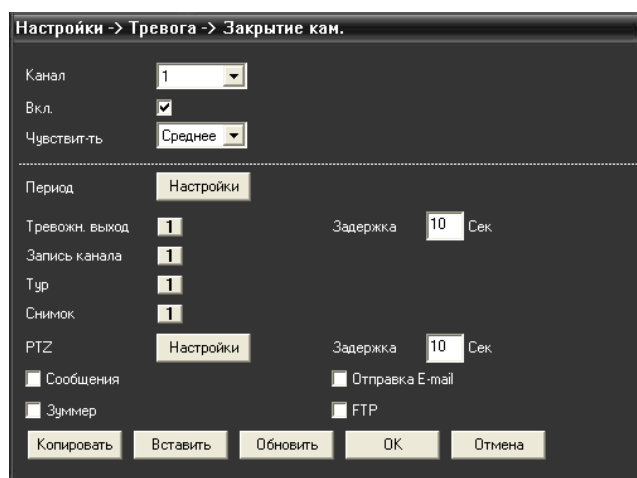 Настройки -> Тревога -> Закрытие кам.
Канал 1
Вкл.
Чувствит-ть Среднее
Период Настройки
Тревожн. выход 1 Задержка 10 Сек
Запись канала 1
Тур 1
Снимок 1
PTZ Настройки Задержка 10 Сек
Сообщения Отправка E-mail
Зуммер FTP
Копировать Вставить Обновить OK Отмена